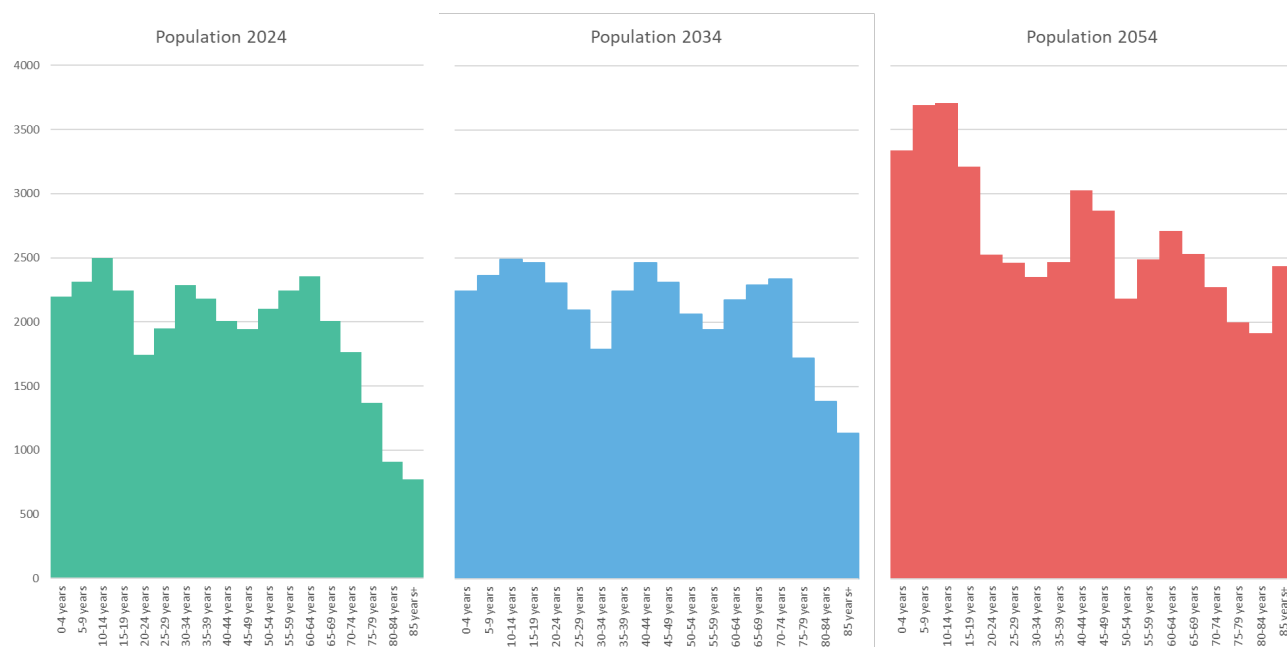 Population 2024
Population 2034
Population 2054
4000
3500
3000
2500
2000
1500
1000
500
0
0-4 years
5-9 years
10-14 years
15-19 years
20-24 years
25-29 years
30-34 years
35-39 years
40-44 years
45-49 years
50-54 years
55-59 years
60-64 years
65-69 years
70-74 years
75-79 years
80-84 years
85 years+
0-4 years
5-9 years
10-14 years
15-19 years
20-24 years
25-29 years
30-34 years
35-39 years
40-44 years
45-49 years
50-54 years
55-59 years
60-64 years
65-69 years
70-74 years
75-79 years
80-84 years
85 years+
0-4 years
5-9 years
10-14 years
15-19 years
20-24 years
25-29 years
30-34 years
35-39 years
40-44 years
45-49 years
50-54 years
55-59 years
60-64 years
65-69 years
70-74 years
75-79 years
80-84 years
85 years+